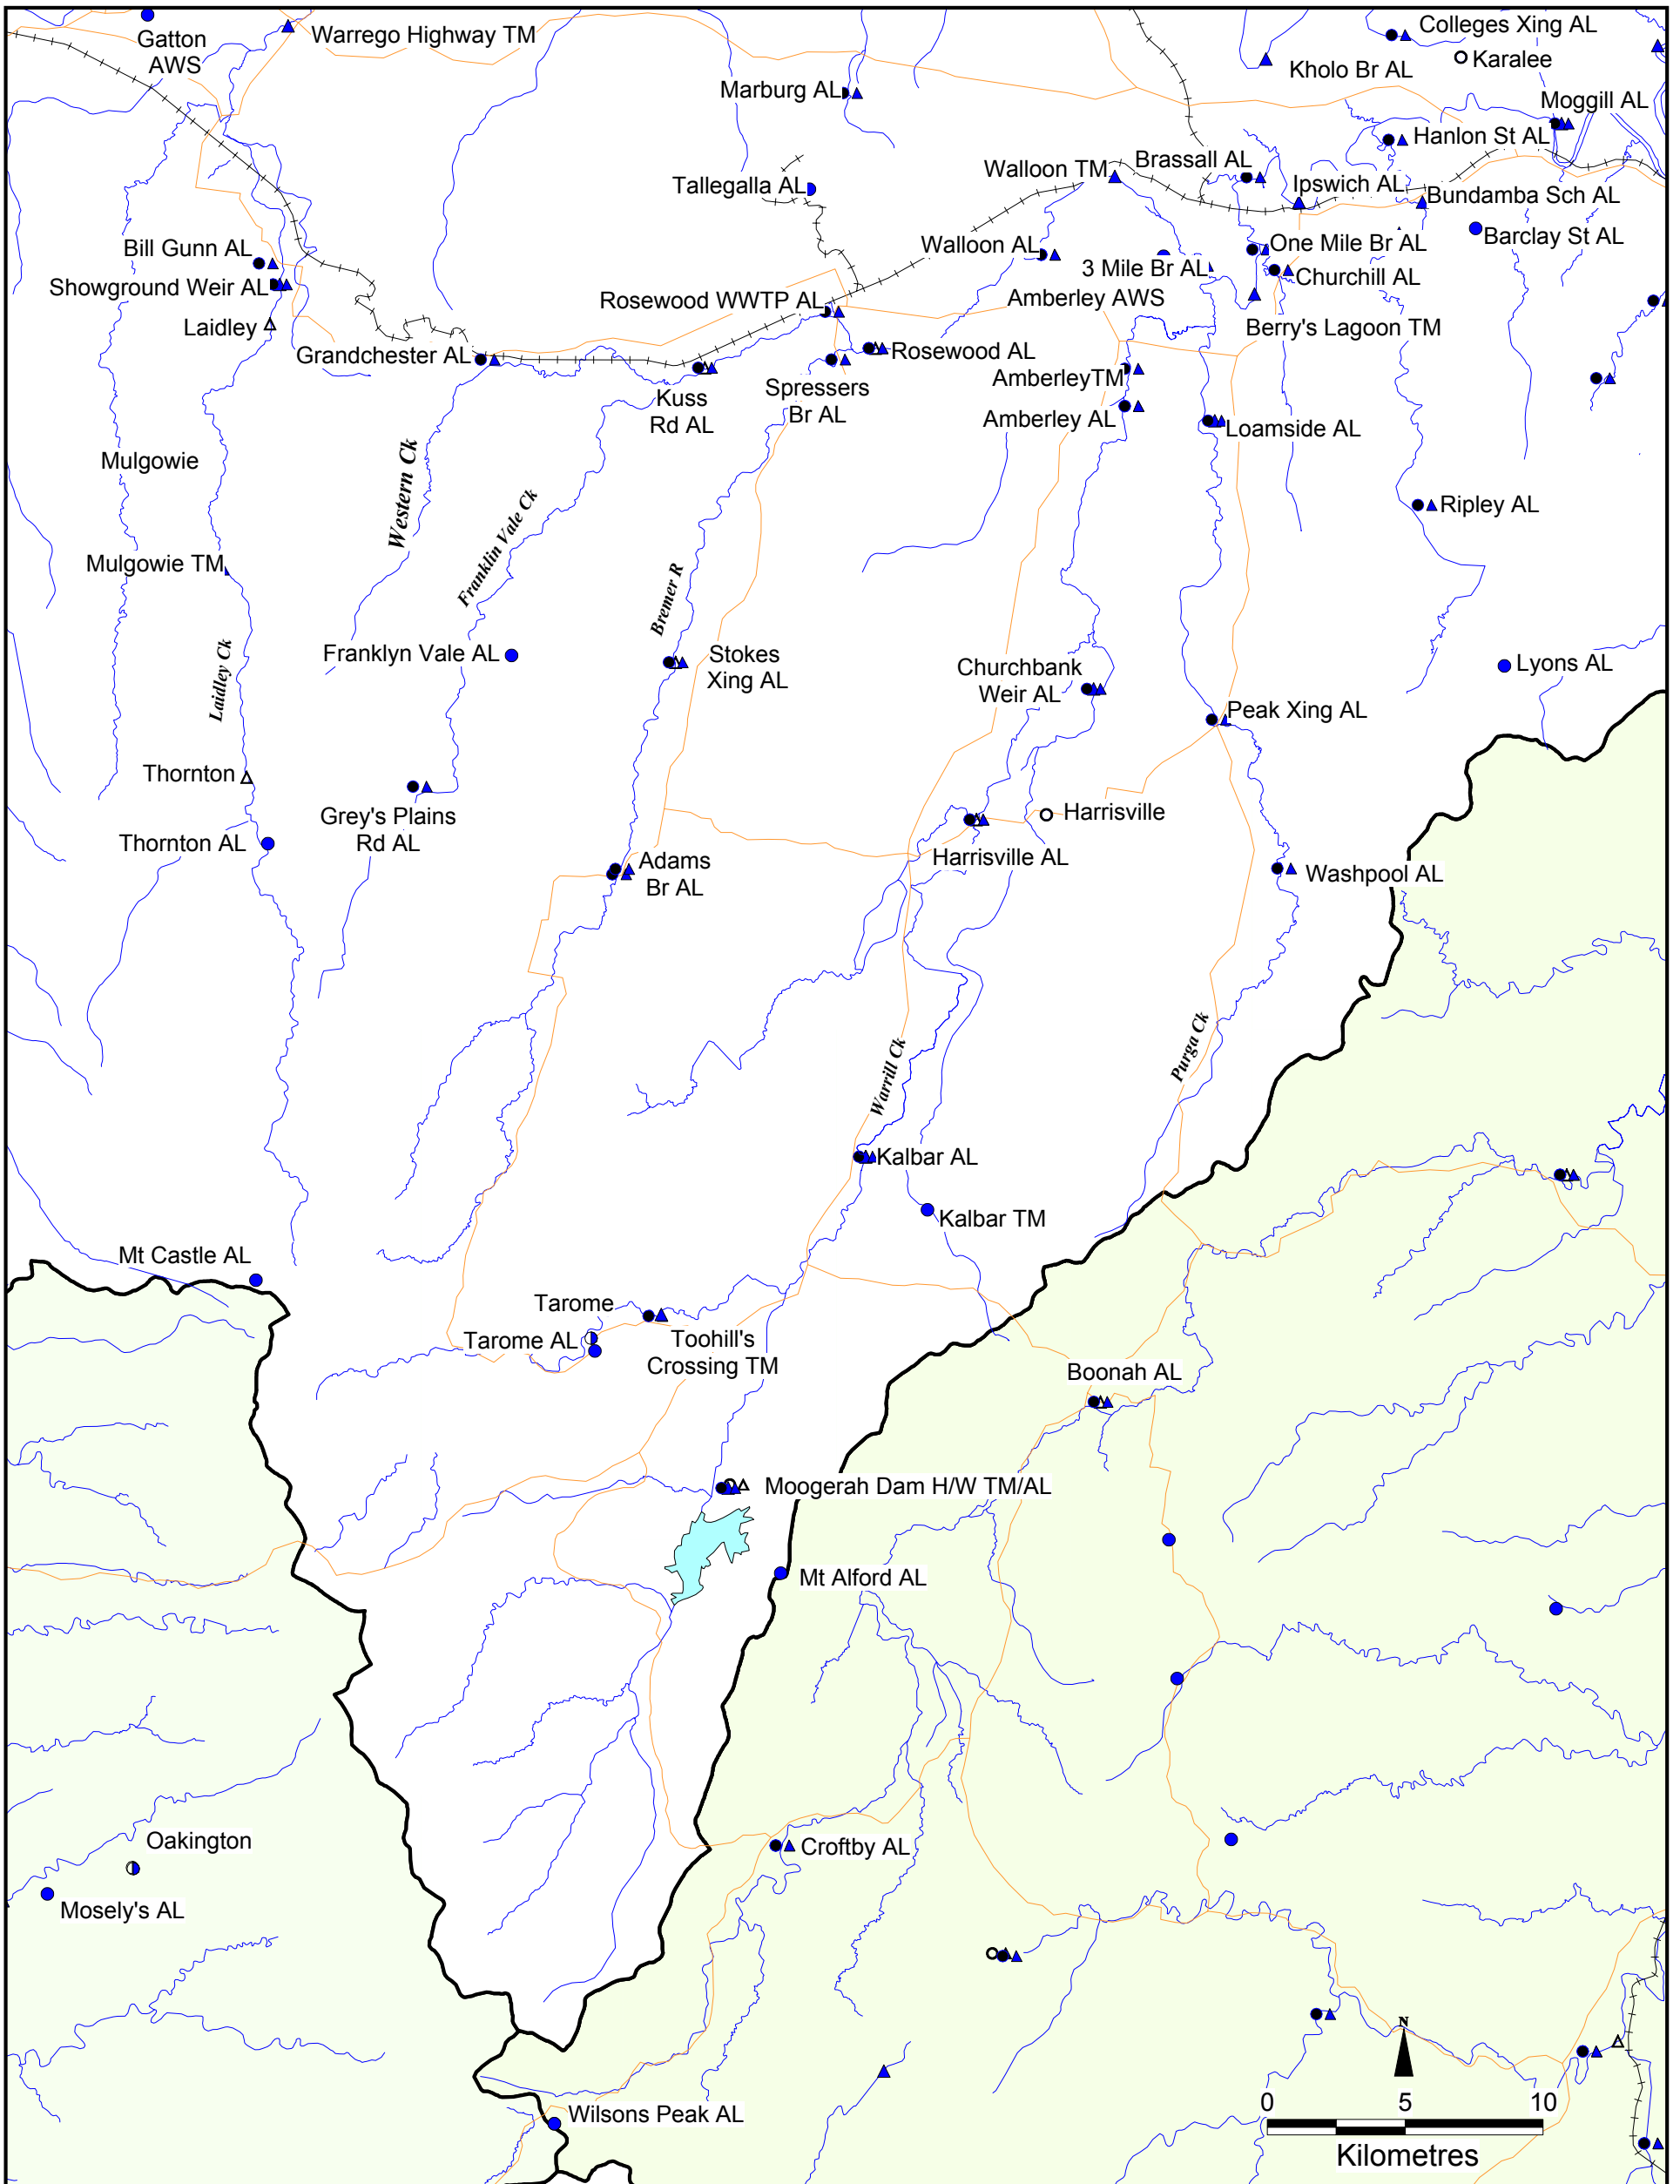 Gatton
AWS
Warrego Highway TM
Colleges Xing AL
Karalee
Kholo Br AL
Marburg AL
Moggill AL
Hanlon St AL
Brassall AL
Walloon TM
Tallegalla AL
Ipswich AL
Bundamba Sch AL
Barclay St AL
Bill Gunn AL
Walloon AL
One Mile Br AL
3 Mile Br AL
Churchill AL
Showground Weir AL
Amberley AWS
Rosewood WWTP AL
Laidley
Berry's Lagoon TM
Grandchester AL
Rosewood AL
AmberleyTM
Kuss
Rd AL
Spressers
Br AL
Amberley AL
Loamside AL
Mulgowie
Western Ck
Ripley AL
Franklin Vale Ck
Mulgowie TM
Bremer R
Laidley Ck
Franklyn Vale AL
Stokes
Xing AL
Churchbank
Weir AL
Lyons AL
Peak Xing AL
Thornton
Grey's Plains
Rd AL
Harrisville
Thornton AL
Harrisville AL
Adams
Br AL
Washpool AL
Warrill Ck
Purga Ck
Kalbar AL
Kalbar TM
Mt Castle AL
Tarome
Tarome AL
Toohill's
Crossing TM
Boonah AL
Moogerah Dam H/W TM/AL
Mt Alford AL
Oakington
Croftby AL
Mosely's AL
Wilsons Peak AL
N
0 5 10
Kilometres